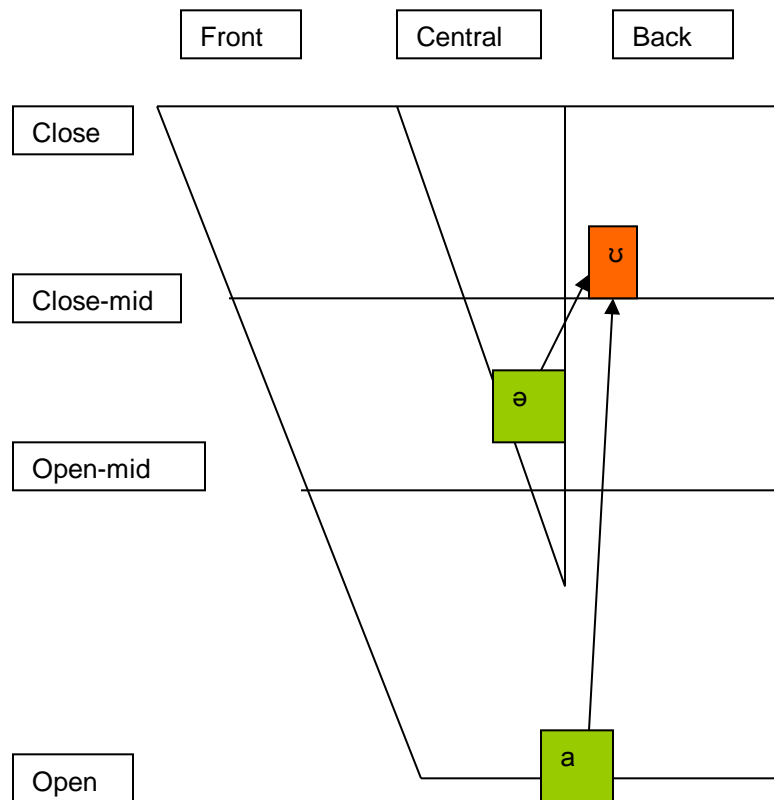 Front
Central
Back
Close
ʊ
Close-mid
ə
Open-mid
a
Open